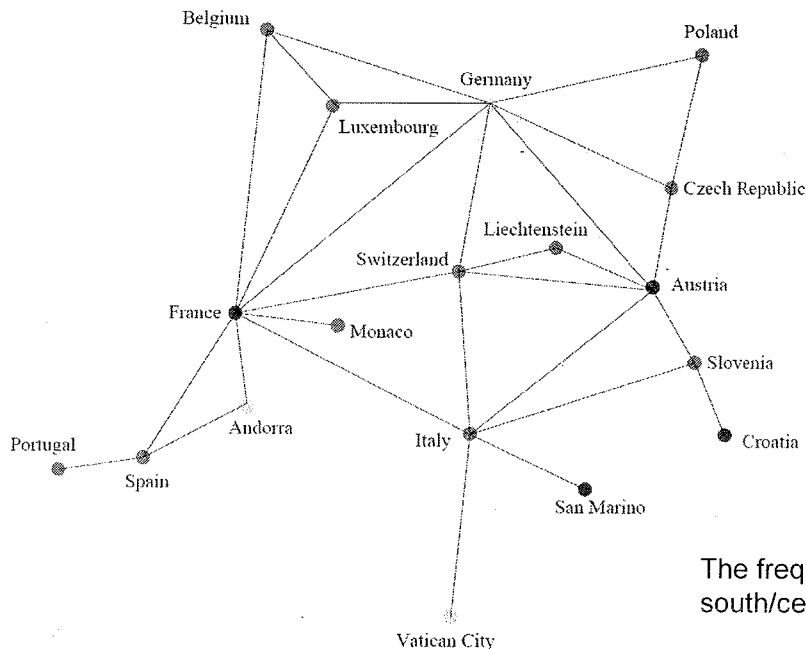 Belgium
Poland
Germany
Luxembourg
Czech Republic
Liechtenstein
Switzerland
Austria
France
Monaco
Slovenia
Andorra
Italy
Croatia
Portugal
Spain
San Marino
The freq
south/ce
Vatican City